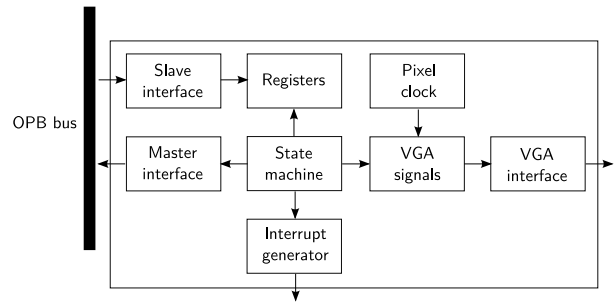 Slave
interface
Registers
Pixel
clock
OPB bus
Master
interface
State
machine
VGA
signals
VGA
interface
Interrupt
generator